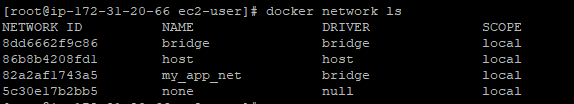 [root@ip-172-31-20-66 ec2-user]# docker network ls
NETWORK ID NAME DRIVER SCOPE
8dd6662f9c86 bridge bridge local
86b8b4208fd1 host host local
82a2af1743a5 my_app_net bridge local
5c30e17b2bb5 none null local